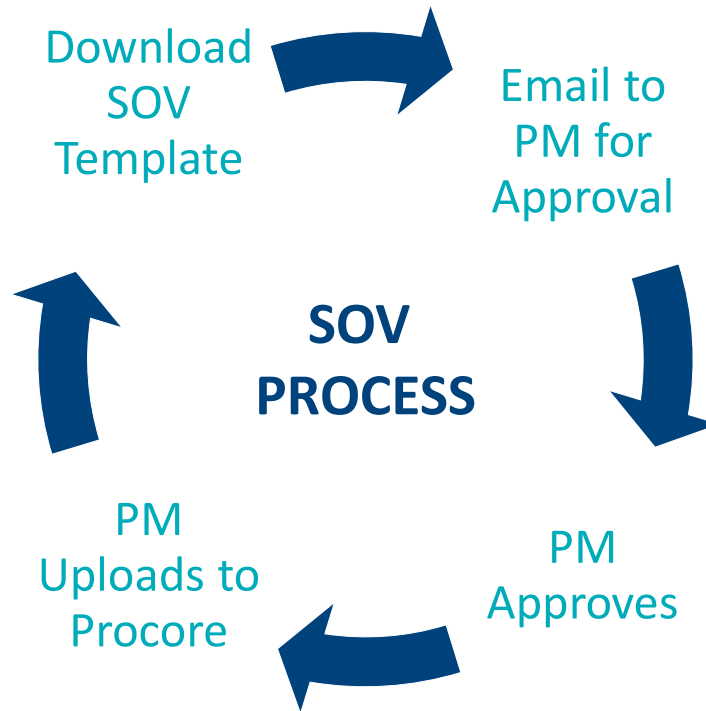 Download
SOV
Template
Email to
PM for
Approval
SOV
PROCESS
PM
Uploads to
Procore
PM
Approves